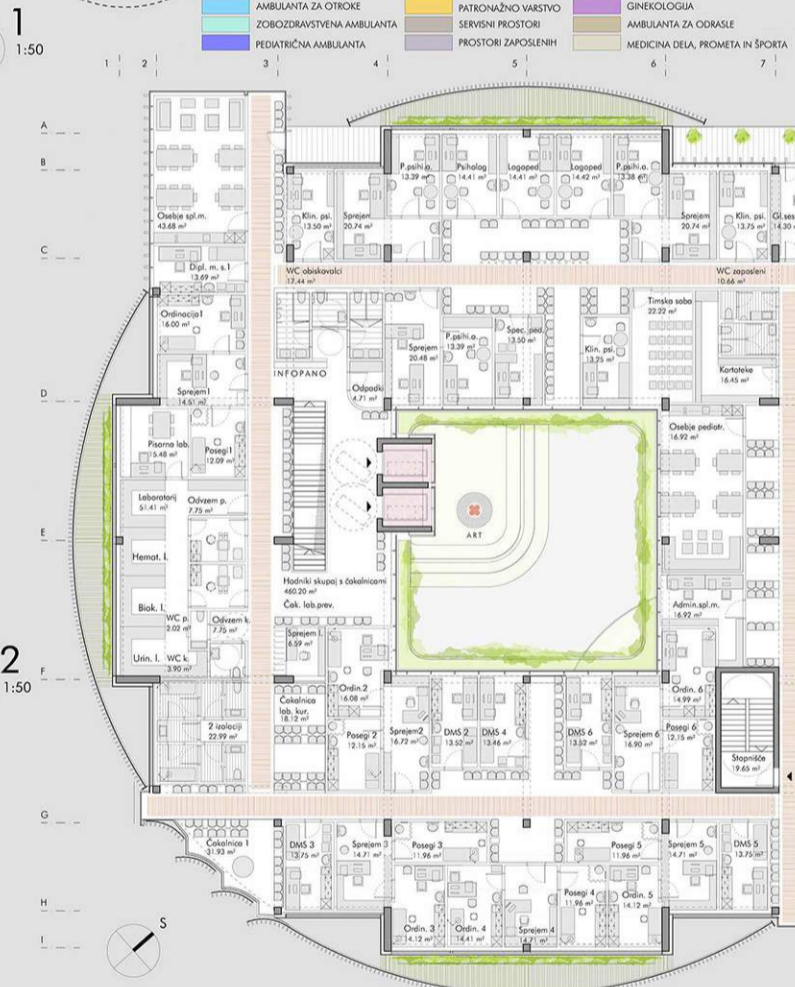 1
1:50
AMBULANTA ZA OTROKE
PATRONAŽNO VARSTVO
GINEKOLOGIJA
ZOBOZDRAVSTVENA AMBULANTA
SERVISNI PROSTORI
AMBULANTA ZA ODRASLE
PEDIATRIČNA AMBULANTA
PROSTORI ZAPOSLENIH
MEDICINA DELA, PROMETA IN ŠPORTA
1 2 3 4 5 6 7
A
B
C
D
E
F
G
H
I
2
1:50
P.psihi.o.
13.39 m²
Psiholog
14.41 m²
Logoped
14.41 m²
Logoped
14.42 m²
P.psihi.o.
13.38 m²
Osebje spl.m.
43.68 m²
Klin. psi.
13.50 m²
Sprejem
20.74 m²
Sprejem
20.74 m²
Klin. psi.
13.75 m²
Gl.ses
14.30
Dipl. m. s.1
13.69 m²
WC obiskovalci
17.44 m²
WC zaposleni
10.66 m²
Ordinacija1
16.00 m²
Timska soba
22.22 m²
Sprejem
20.48 m²
P.psihi.o.
13.39 m²
Spec. ped.
13.50 m²
Klin. psi.
13.25 m²
Kartoteke
16.45 m²
INFOPANO
Odpadki
4.71 m²
Sprejem1
14.51 m²
Osebje pediatr.
16.92 m²
Pisarna lab.
15.48 m²
Posegi1
12.09 m²
Laboratorij
51.41 m²
Odvzem p.
7.75 m²
ART
Hemat. l.
Hodniki skupaj s čakalnicami
460.20 m²
Čak. lab.prev.
Biok. l.
WC p.
2.02 m²
Odvzem k.
7.75 m²
Admin.spl.m.
16.92 m²
Sprejem l.
6.59 m²
Urin. l.
WC k.
3.90 m²
Ordin.2
16.08 m²
Ordin. 6
14.99 m²
Čakalnica
lab. kur.
18.12 m²
2 izolaciji
22.99 m²
Posegi 2
12.15 m²
Sprejem2
16.72 m²
DMS 2
13.52 m²
DMS 4
13.46 m²
DMS 6
13.52 m²
Sprejem 6
16.90 m²
Posegi 6
12.15 m²
Stopnišče
19.65 m²
Čakalnica 1
31.93 m²
DMS 3
13.75 m²
Sprejem 3
14.71 m²
Posegi 3
11.96 m²
Posegi 5
11.96 m²
Sprejem 5
14.71 m²
DMS 5
13.75 m²
Ordin. 3
14.12 m²
Ordin. 4
14.41 m²
Sprejem 4
14.71 m²
Posegi 4
11.96 m²
Ordin. 5
14.12 m²
S